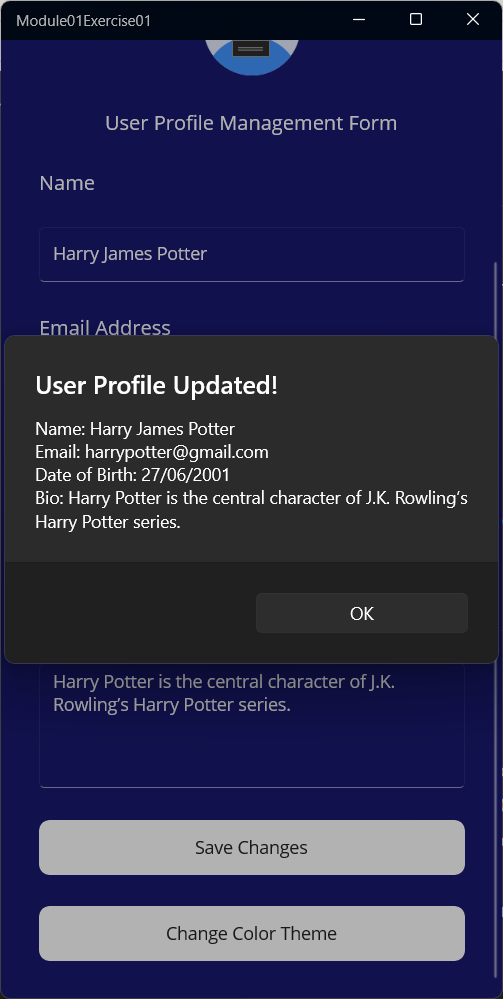 Module01Exercise01
User Profile Management Form
Name
Harry James Potter
Email Address
User Profile Updated!
Name: Harry James Potter
Email: harrypotter@gmail.com
Date of Birth: 27/06/2001
Bio: Harry Potter is the central character of J.K. Rowling’s
Harry Potter series.
OK
Harry Potter is the central character of J.K.
Rowling’s Harry Potter series.
Save Changes
Change Color Theme